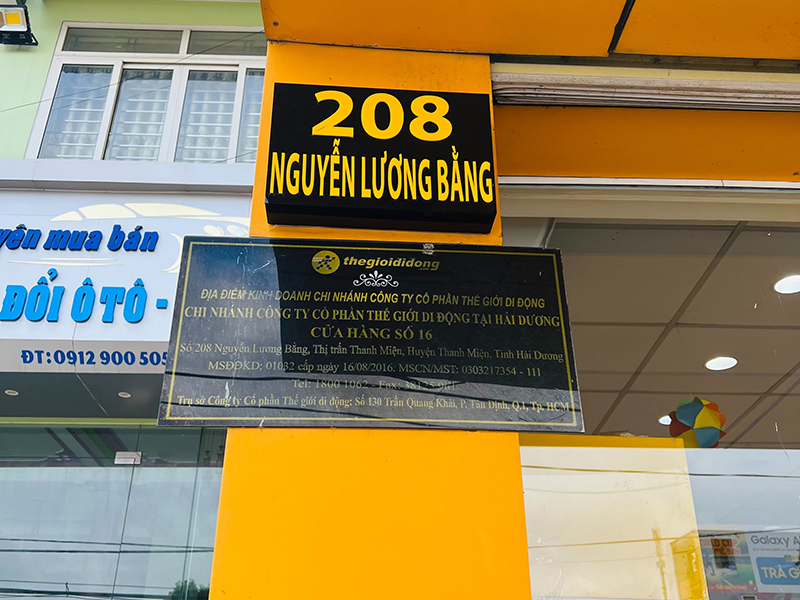 208
NGUYỄN LƯƠNG BẰNG
yên mua bán
ĐỔI Ô TÔ -
ĐT: 0912 900 505
thegioididong
.com
ĐỊA ĐIỂM KINH DOANH CHI NHÁNH CÔNG TY CỔ PHẦN THẾ GIỚI DI ĐỘNG
CHI NHÁNH CÔNG TY CỔ PHẦN THẾ GIỚI DI ĐỘNG TẠI HẢI DƯƠNG
CỬA HÀNG SỐ 16
Số 208 Nguyễn Lương Bằng, Thị trấn Thanh Miện, Huyện Thanh Miện, Tỉnh Hải Dương
MSĐDKD: 01032 cấp ngày 16/08/2016. MSCN/MST: 0303217354 - 111
Tel: 1800 1062 - Fax: 38125 961
Trụ sở Công ty Cổ phần Thế giới di động: Số 130 Trần Quang Khải, P. Tân Định, Q.1, Tp. HCM
Galaxy A
TRẢ G